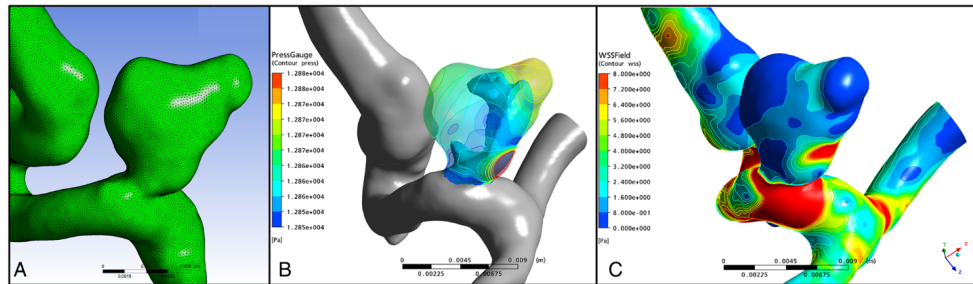 A
0.0015
PressGauge
(Contour press)
1.288e+004
1.288e+004
1.287e+004
1.287e+004
1.287e+004
1.286e+004
1.286e+004
1.286e+004
1.286e+004
1.285e+004
1.285e+004
[Pa]
B
0 0.0045 0.009 (m)
0.00225 0.00675
WSSField
(Contour wss)
8.000e+000
7.200e+000
6.400e+000
5.600e+000
4.800e+000
4.000e+000
3.200e+000
2.400e+000
1.600e+000
8.000e-001
0.000e+000
[Pa]
C
0 0.0045 0.009 (m)
0.00225 0.00675
Y
X
Z